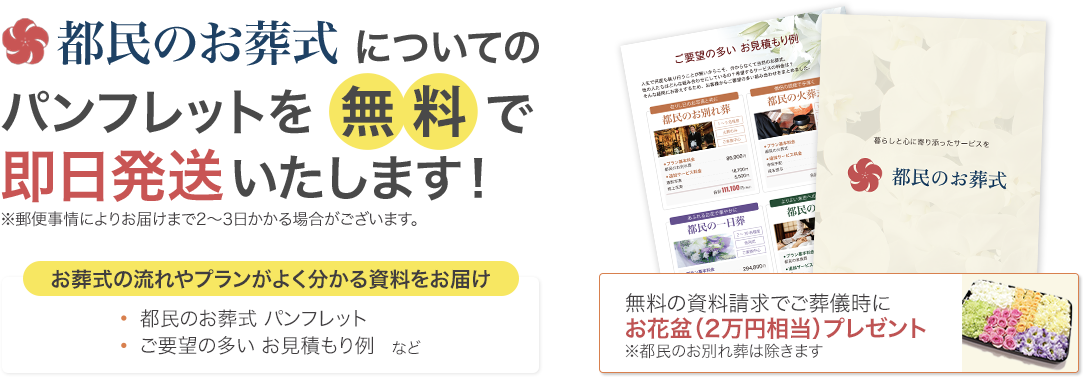 都民のお葬式 についての
パンフレットを 無料 で
即日発送いたします!
※郵便事情によりお届けまで2〜3日かかる場合がございます。
お葬式の流れやプランがよく分かる資料をお届け
・ 都民のお葬式 パンフレット
・ ご要望の多い お見積もり例 など
ご要望の多い お見積もり例
都民のお別れ葬
都民の火葬
都民の一日葬
都民の
暮らしと心に寄り添ったサービスを
都民のお葬式
無料の資料請求でご葬儀時に
お花盆(2万円相当)プレゼント
※都民のお別れ葬は除きます